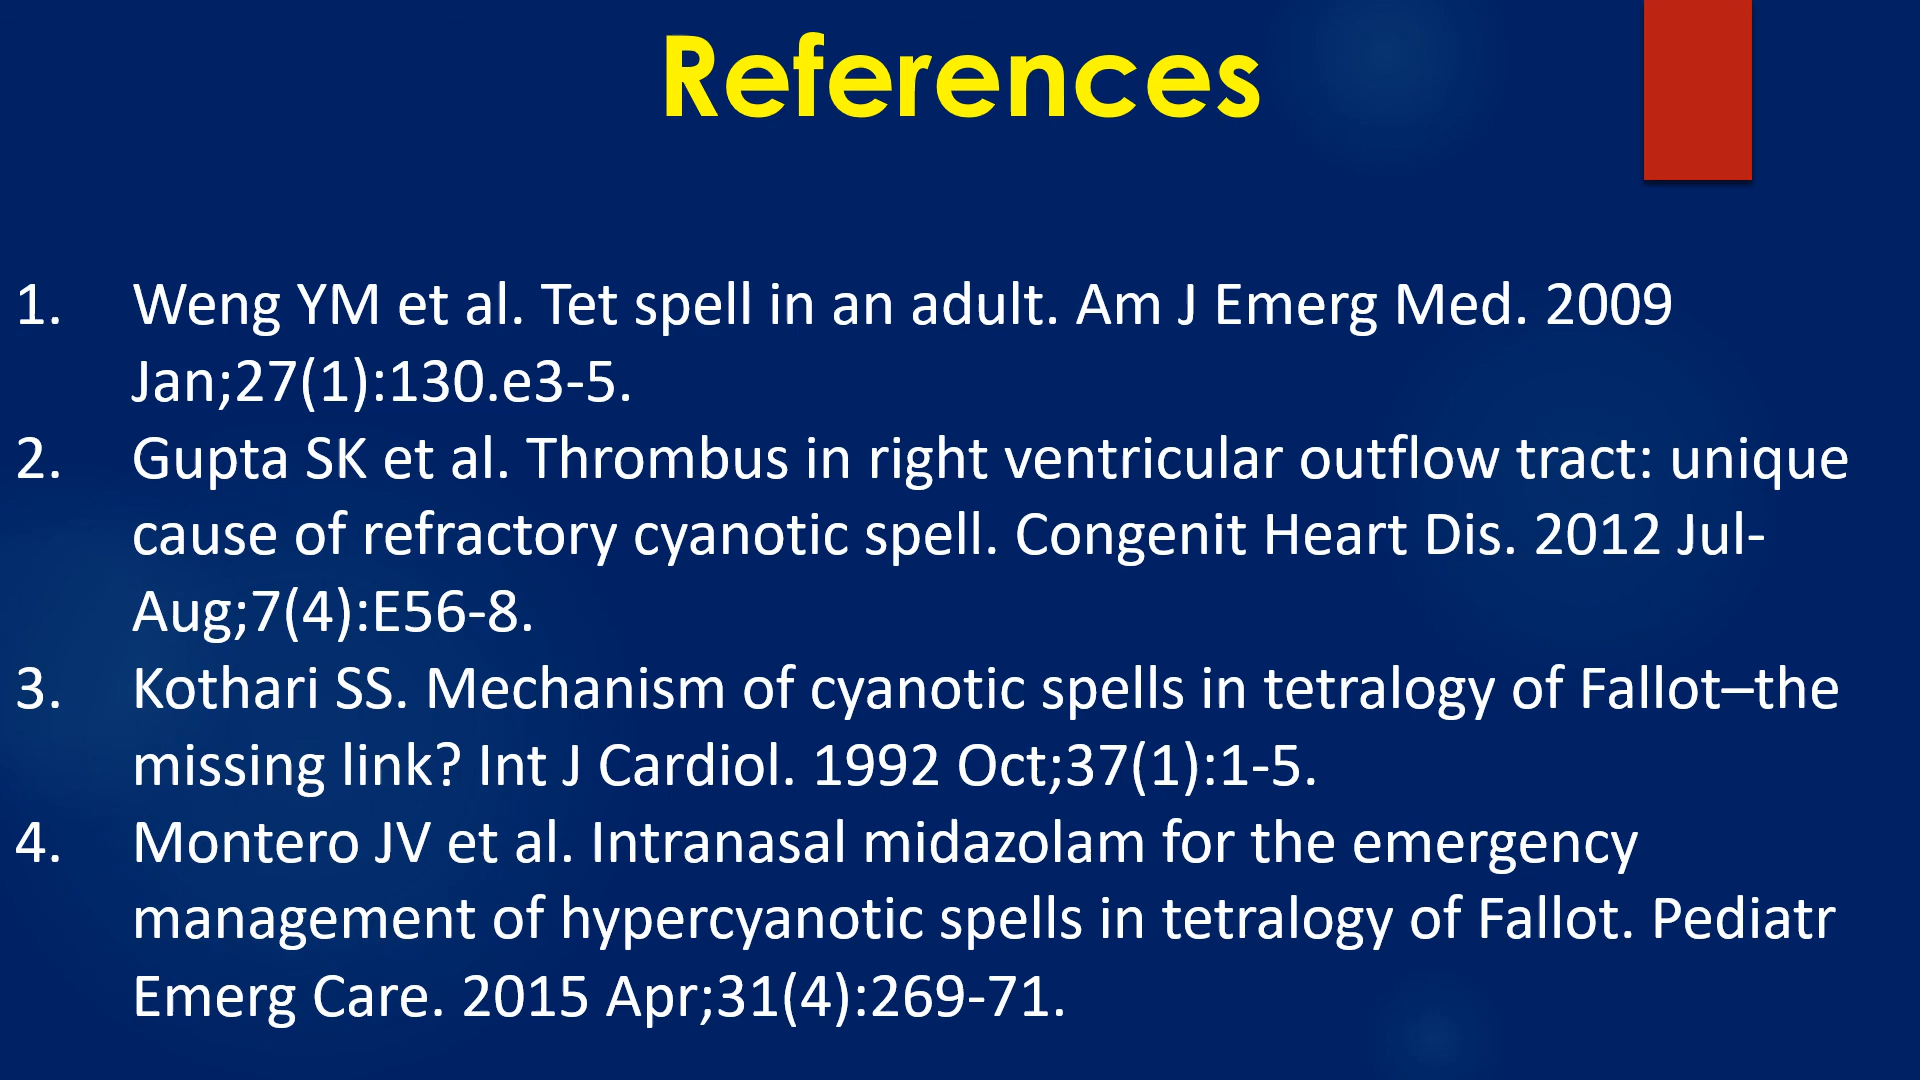 References
1. Weng YM et al. Tet spell in an adult. Am J Emerg Med. 2009
Jan;27(1):130.e3-5.
2. Gupta SK et al. Thrombus in right ventricular outflow tract: unique
cause of refractory cyanotic spell. Congenit Heart Dis. 2012 Jul-
Aug;7(4):E56-8.
3. Kothari SS. Mechanism of cyanotic spells in tetralogy of Fallot–the
missing link? Int J Cardiol. 1992 Oct;37(1):1-5.
4. Montero JV et al. Intranasal midazolam for the emergency
management of hypercyanotic spells in tetralogy of Fallot. Pediatr
Emerg Care. 2015 Apr;31(4):269-71.